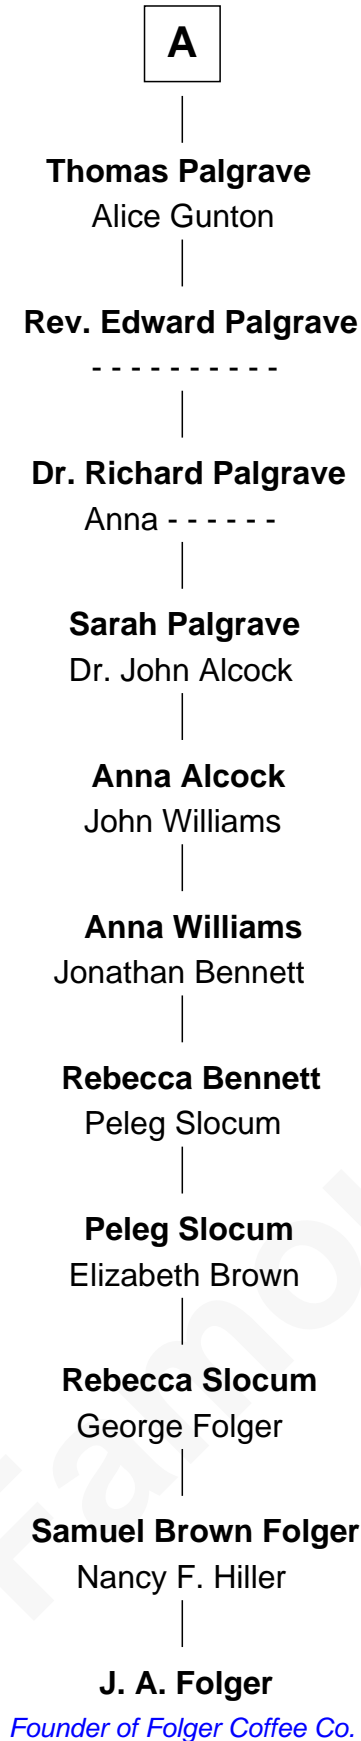 A
Thomas Palgrave
Alice Gunton
Rev. Edward Palgrave
- - - - - - - - - -
Dr. Richard Palgrave
Anna - - - - - -
Sarah Palgrave
Dr. John Alcock
Anna Alcock
John Williams
Anna Williams
Jonathan Bennett
Rebecca Bennett
Peleg Slocum
Peleg Slocum
Elizabeth Brown
Rebecca Slocum
George Folger
Samuel Brown Folger
Nancy F. Hiller
J. A. Folger
Founder of Folger Coffee Co.